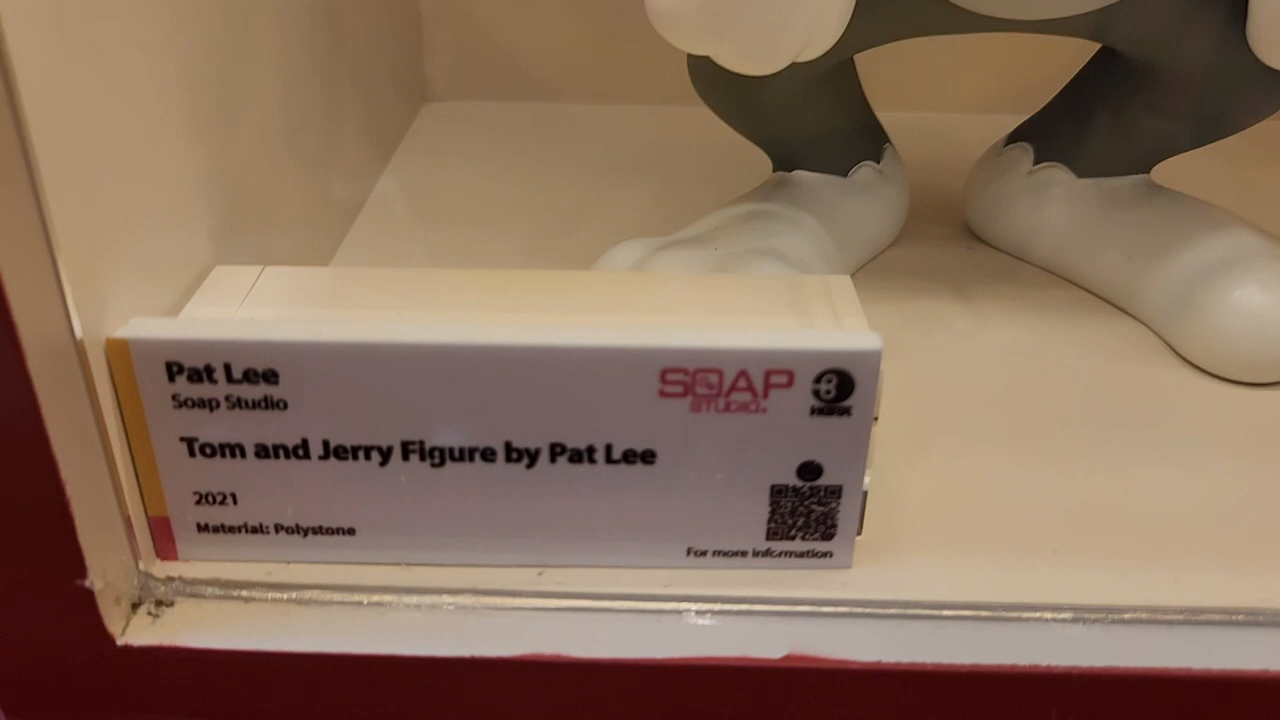 Pat Lee
Soap Studio
SOAP
STUDIO
Tom and Jerry Figure by Pat Lee
2021
Material: Polystone
For more information